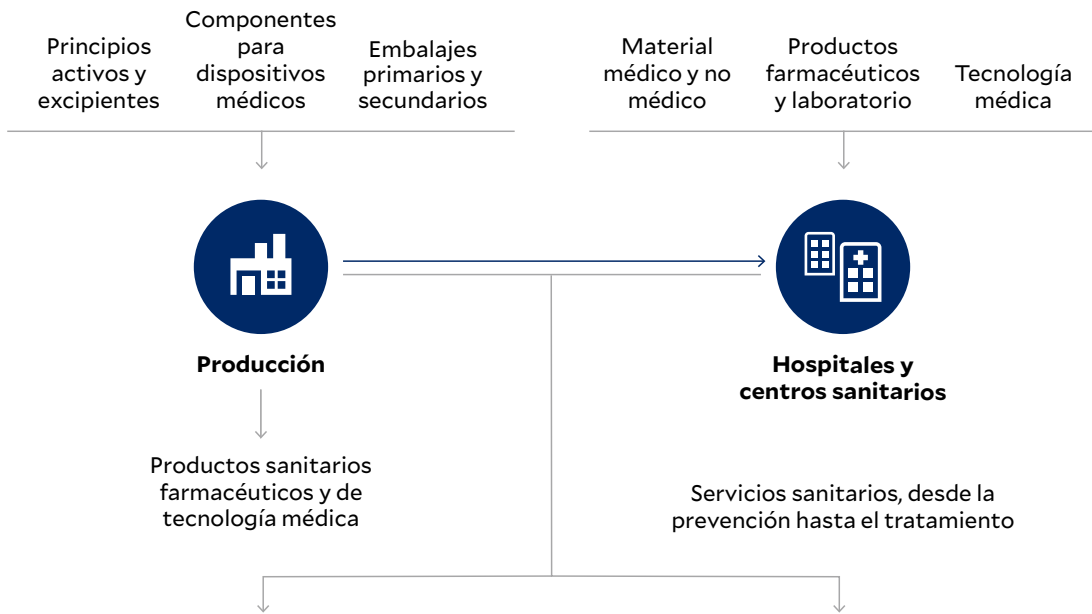 Principios
activos y
excipientes
Componentes
para
dispositivos
médicos
Embalajes
primarios y
secundarios
Material
médico y no
médico
Productos
farmacéuticos
y laboratorio
Tecnología
médica
Producción
Hospitales y
centros sanitarios
Productos sanitarios
farmacéuticos y de
tecnología médica
Servicios sanitarios, desde la
prevención hasta el tratamiento